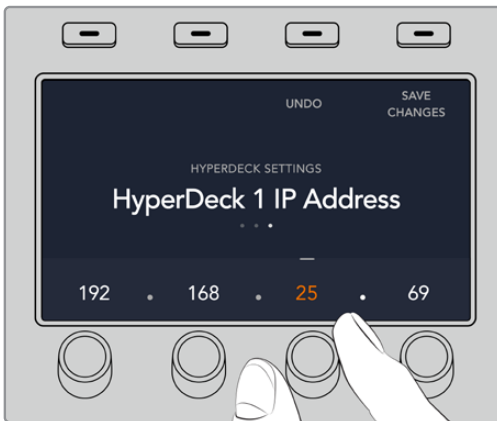 UNDO
SAVE
CHANGES
HYPERDECK SETTINGS
HyperDeck 1 IP Address
192 . 168 . 25 . 69